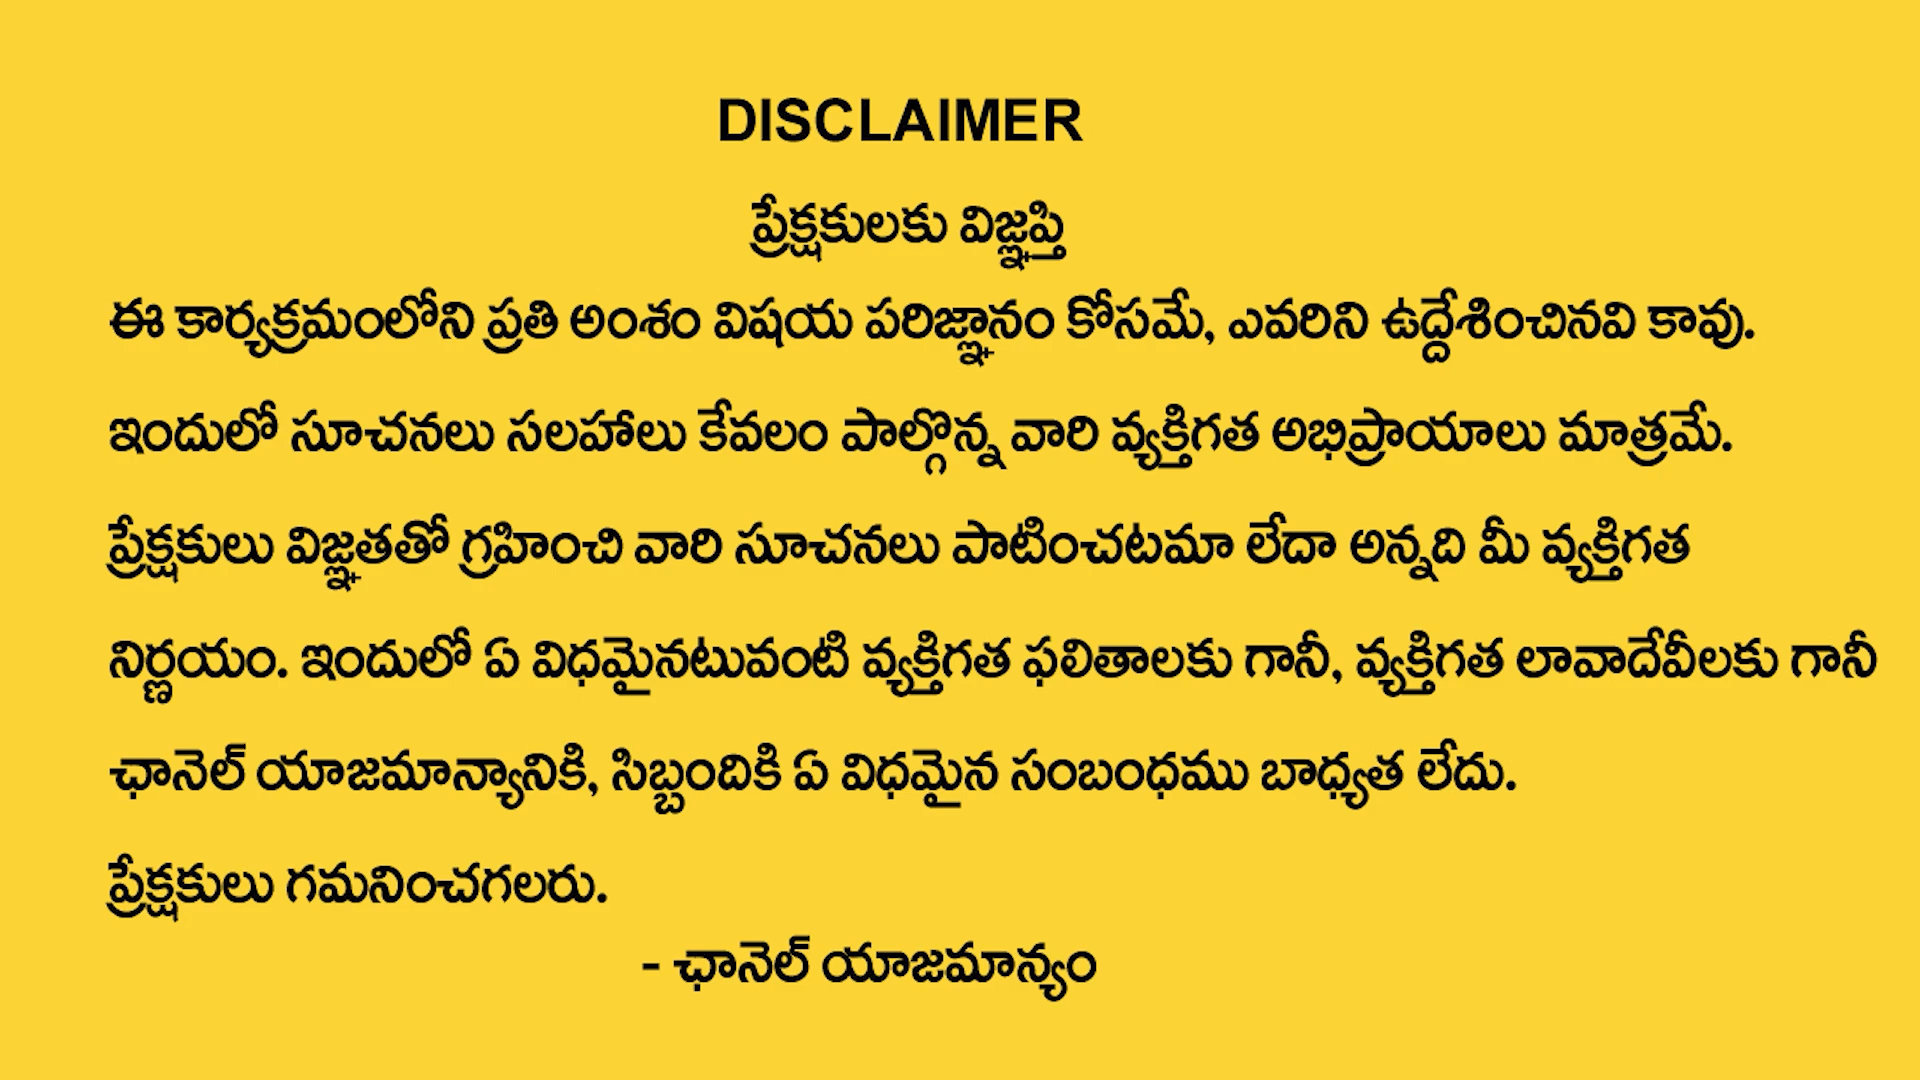 DISCLAIMER
ప్రేక్షకులకు విజ్ఞప్తి
ఈ కార్యక్రమంలోని ప్రతి అంశం విషయ పరిజ్ఞానం కోసమే, ఎవరిని ఉద్దేశించినవి కావు.
ఇందులో సూచనలు సలహాలు కేవలం పాల్గొన్న వారి వ్యక్తిగత అభిప్రాయాలు మాత్రమే.
ప్రేక్షకులు విజ్ఞతతో గ్రహించి వారి సూచనలు పాటించటమా లేదా అన్నది మీ వ్యక్తిగత
నిర్ణయం. ఇందులో ఏ విధమైనటువంటి వ్యక్తిగత ఫలితాలకు గానీ, వ్యక్తిగత లావాదేవీలకు గానీ
ఛానెల్ యాజమాన్యానికి, సిబ్బందికి ఏ విధమైన సంబంధము బాధ్యత లేదు.
ప్రేక్షకులు గమనించగలరు.
- ఛానెల్ యాజమాన్యం